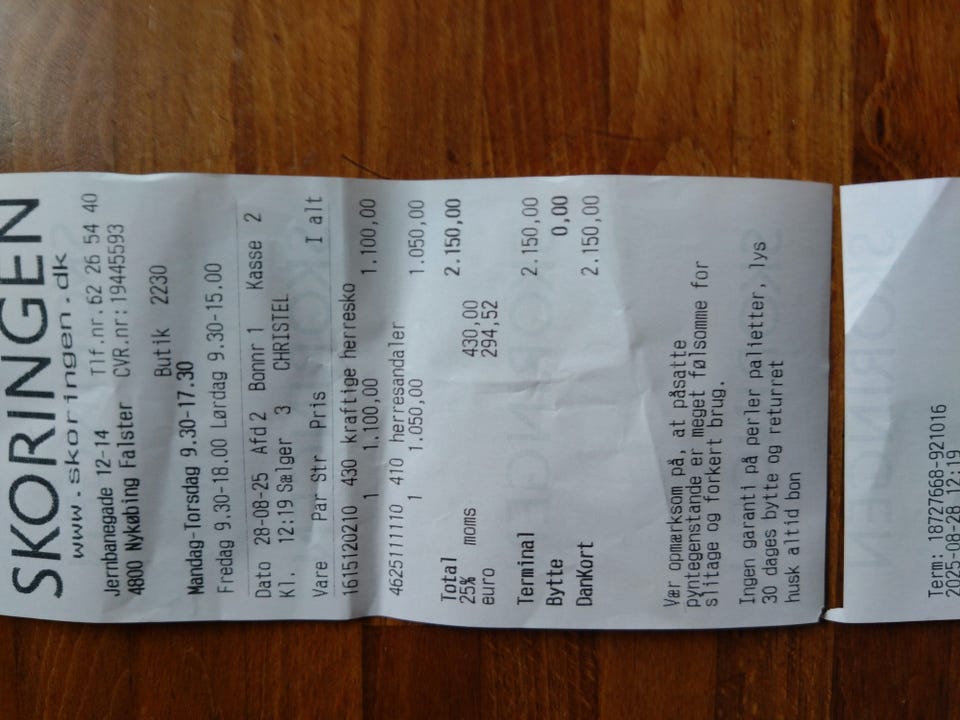 SKORINGEN
www.skoringen.dk
Jernbanegade 12-14 Tlf.nr.62 26 54 40
4800 Nykøbing Falster CVR.nr:19445593
Butik 2230
Mandag-Torsdag 9.30-17.30
Fredag 9.30-18.00 Lørdag 9.30-15.00
Dato 28-08-25 Afd2 Bonnr 1 Kasse 2
Kl. 12:19 Sælger 3 CHRISTEL
Vare Par Str Pris I alt
1615120210 430 kraftige herresko
1 1.100,00 1.100,00
4625111110 410 herresandaler
1 1.050,00 1.050,00
Total 2.150,00
25% moms 430,00
euro 294,52
Terminal 2.150,00
Bytte 0,00
DanKort 2.150,00
Vær opmærksom på, at påsatte
pyntegenstande er meget følsomme for
slitage og forkert brug.
Ingen garanti på perler palietter, lys
30 dages bytte og returret
husk altid bon
Term: 18727668-921016
2025-08-28 12:19